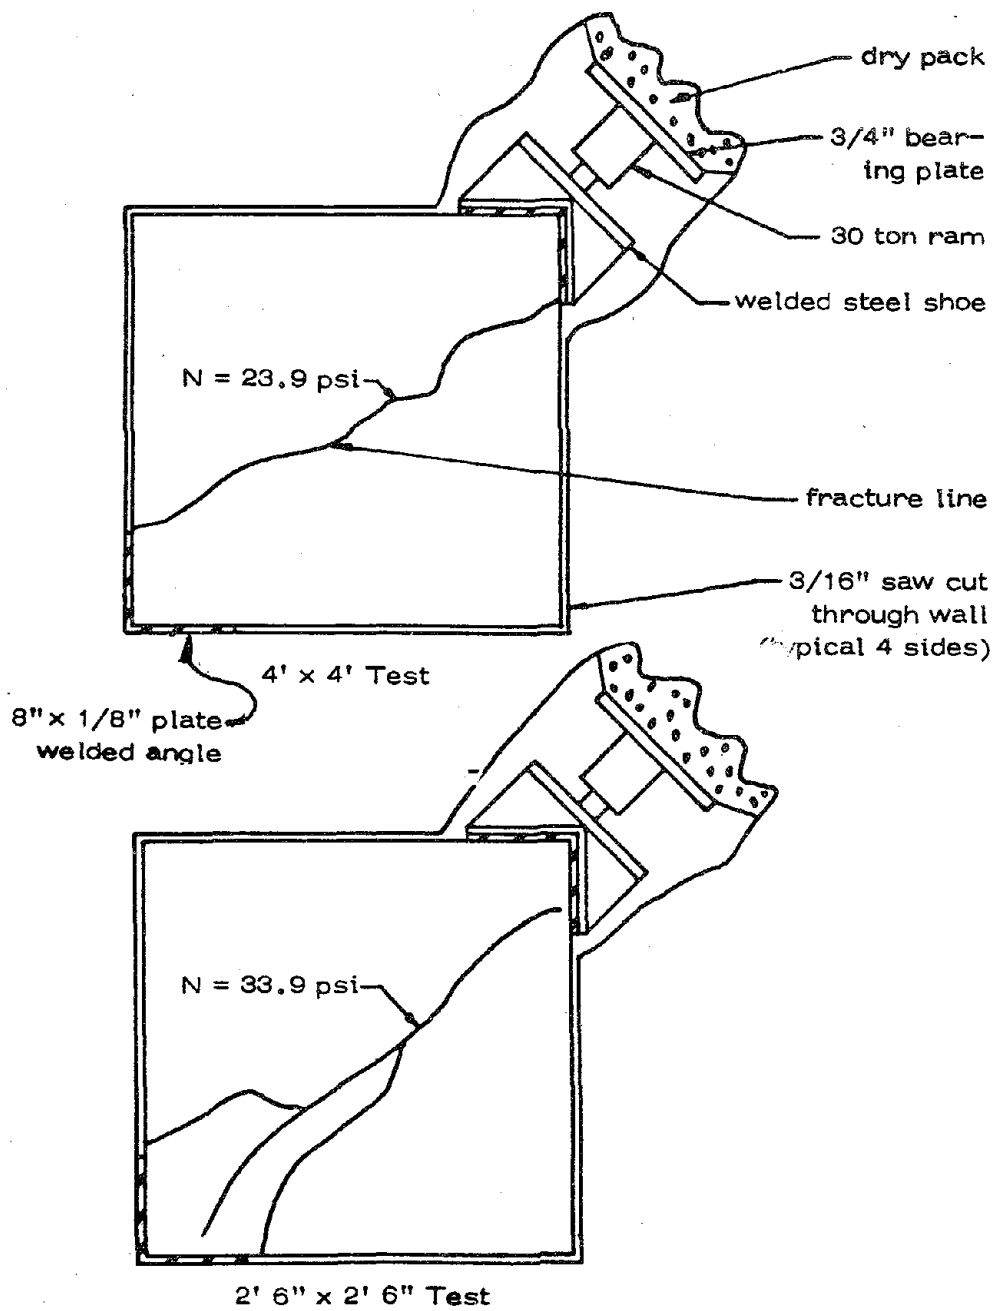 dry pack
3/4" bear-
ing plate
30 ton ram
welded steel shoe
N = 23.9 psi
fracture line
3/16" saw cut
through wall
(typical 4 sides)
4' x 4' Test
8" x 1/8" plate
welded angle
N = 33.9 psi
2' 6" x 2' 6" Test